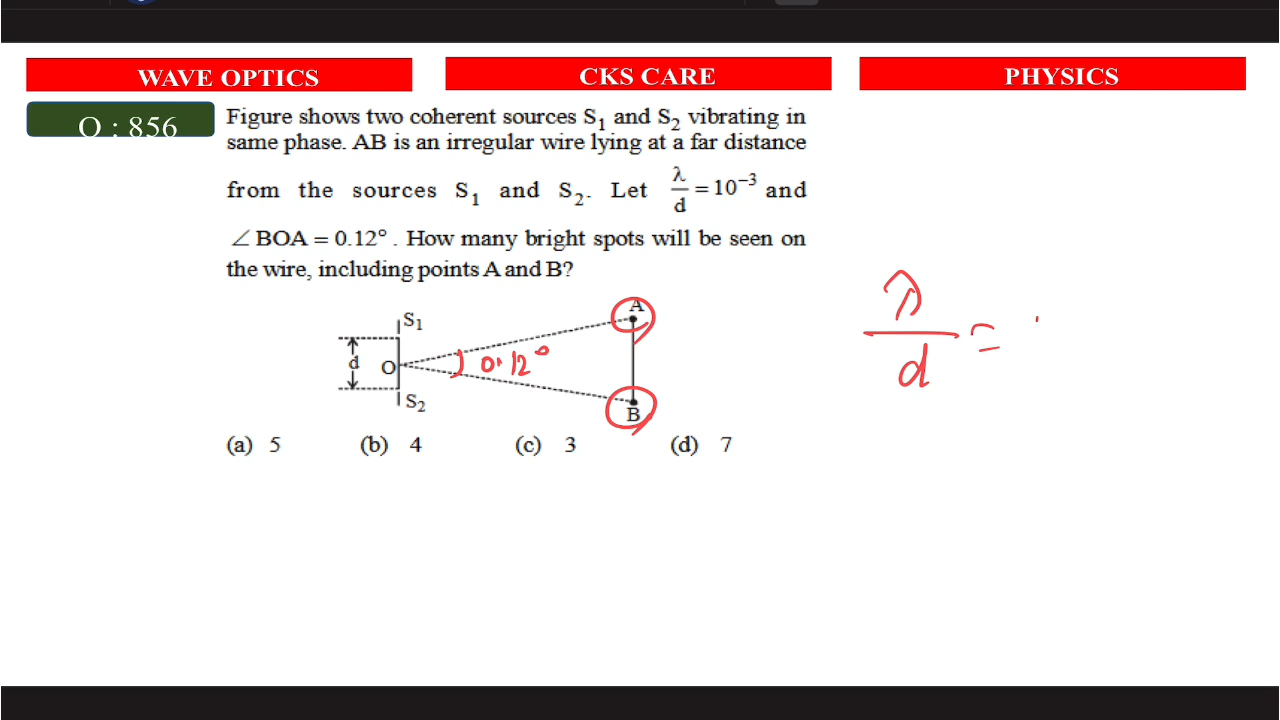 WAVE OPTICS
CKS CARE
PHYSICS
Q : 856
Figure shows two coherent sources S₁ and S₂ vibrating in
same phase. AB is an irregular wire lying at a far distance
from the sources S₁ and S₂. Let λ/d = 10⁻³ and
∠BOA = 0.12° . How many bright spots will be seen on
the wire, including points A and B?
A
S₁
d
O
0.12°
S₂
B
λ/d =
(a) 5 (b) 4 (c) 3 (d) 7